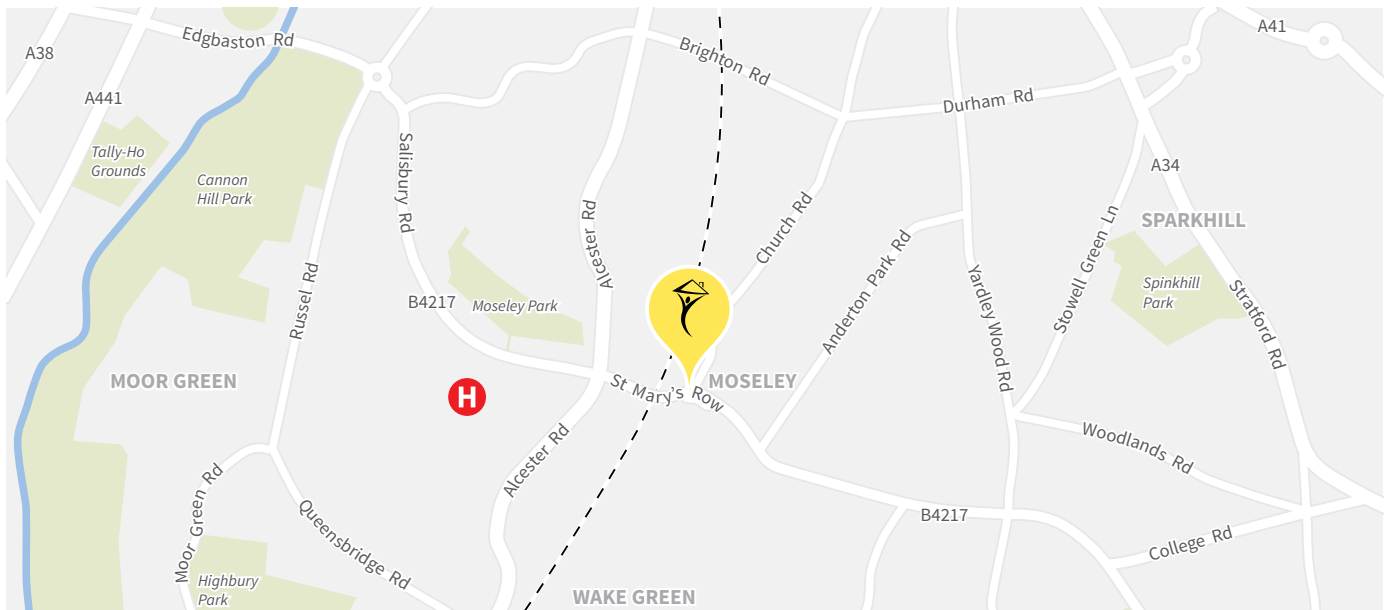 Edgbaston Rd
A38
A441
Brighton Rd
A41
Durham Rd
Tally-Ho
Grounds
Cannon
Hill Park
Salisbury Rd
A34
SPARKHILL
Alcester Rd
Church Rd
Anderton Park Rd
Stowell Green Ln
Yardley Wood Rd
Spinkhill
Park
Stratford Rd
Russel Rd
B4217
Moseley Park
MOOR GREEN
H
St Mary's Row
MOSELEY
Alcester Rd
Woodlands Rd
Moor Green Rd
Queensbridge Rd
B4217
College Rd
Highbury
Park
WAKE GREEN